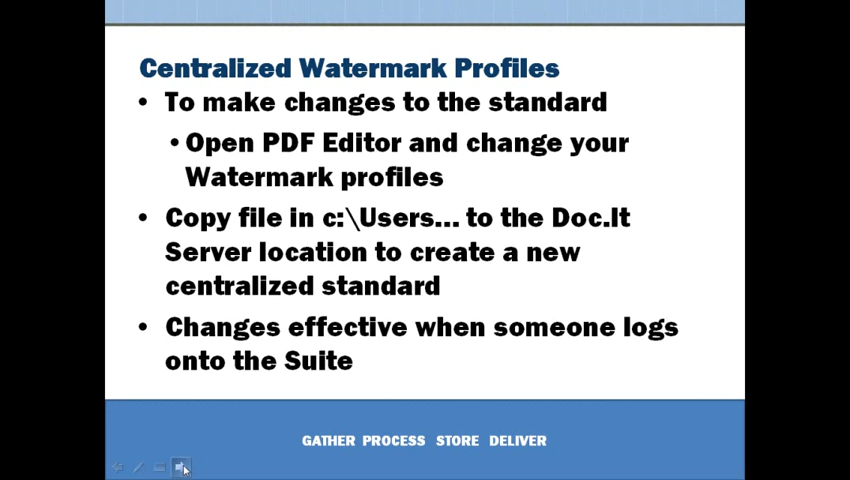 Centralized Watermark Profiles
• To make changes to the standard
• Open PDF Editor and change your
Watermark profiles
• Copy file in c:\Users... to the Doc.It
Server location to create a new
centralized standard
• Changes effective when someone logs
onto the Suite
GATHER PROCESS STORE DELIVER